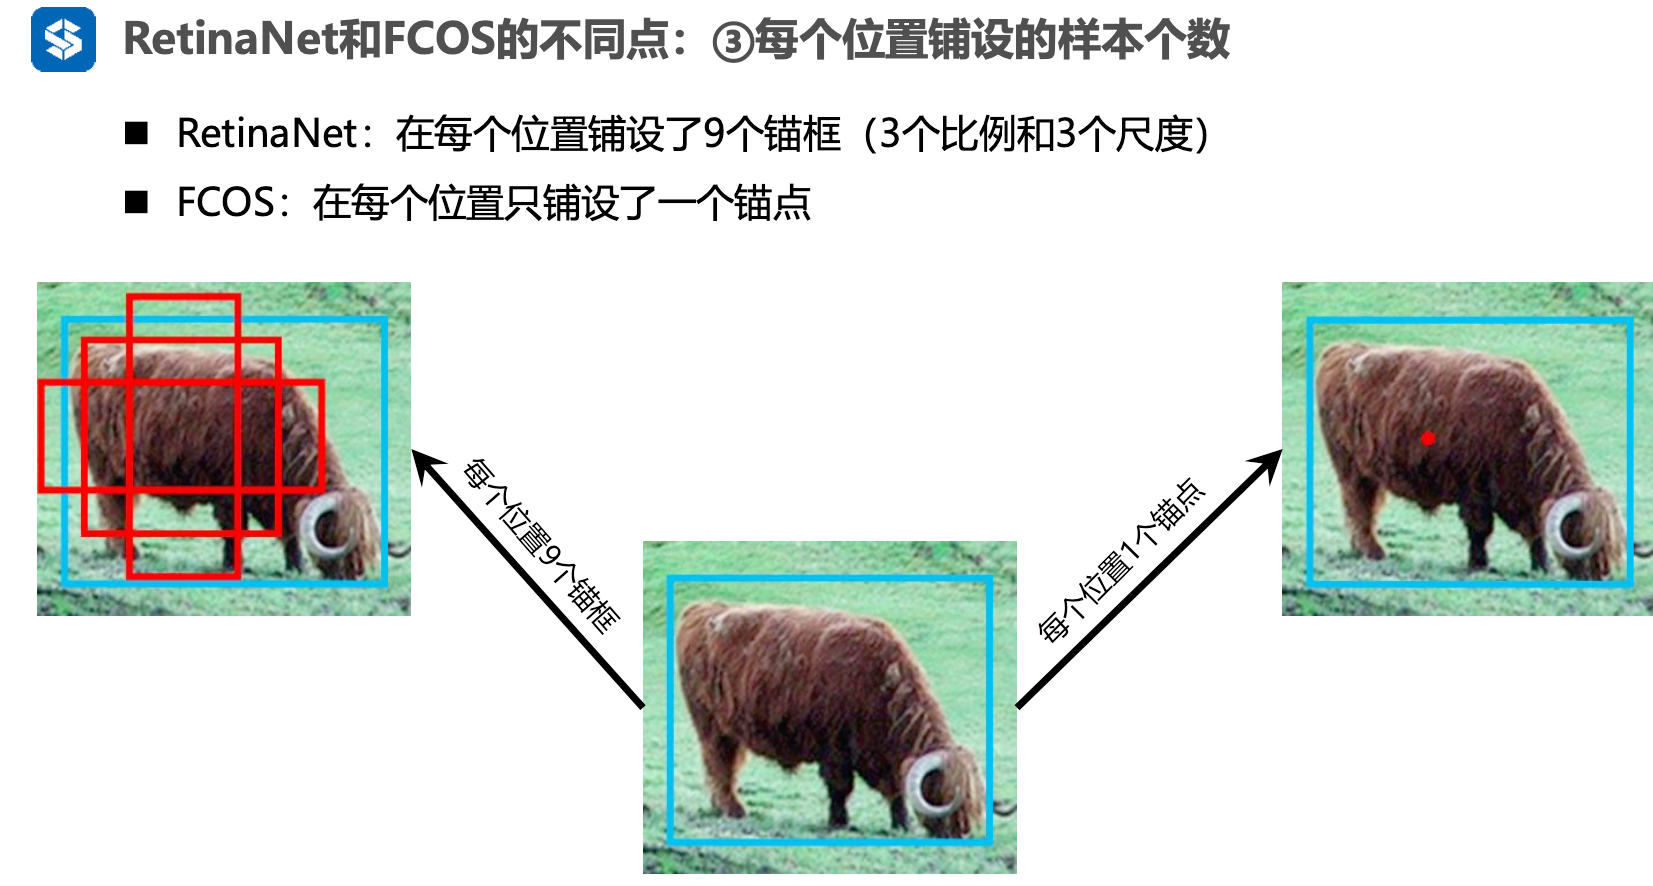 RetinaNet和FCOS的不同点：③每个位置铺设的样本个数
RetinaNet：在每个位置铺设了9个锚框（3个比例和3个尺度）
FCOS：在每个位置只铺设了一个锚点
每个位置9个锚框
每个位置1个锚点